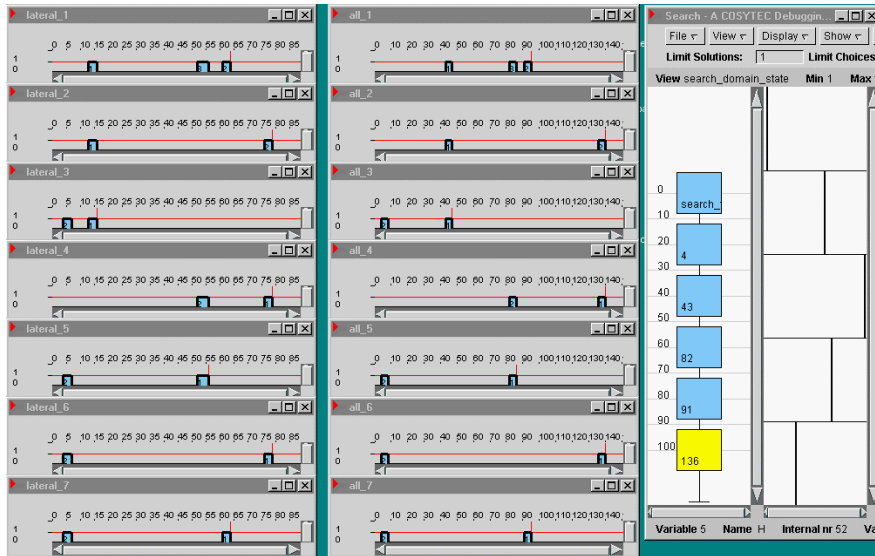 lateral_1
0 5 10 15 20 25 30 35 40 45 50 55 60 65 70 75 80 85
1
0
lateral_2
0 5 10 15 20 25 30 35 40 45 50 55 60 65 70 75 80 85
1
0
lateral_3
0 5 10 15 20 25 30 35 40 45 50 55 60 65 70 75 80 85
1
0
lateral_4
0 5 10 15 20 25 30 35 40 45 50 55 60 65 70 75 80 85
1
0
lateral_5
0 5 10 15 20 25 30 35 40 45 50 55 60 65 70 75 80 85
1
0
lateral_6
0 5 10 15 20 25 30 35 40 45 50 55 60 65 70 75 80 85
1
0
lateral_7
0 5 10 15 20 25 30 35 40 45 50 55 60 65 70 75 80 85
1
0
all_1
0 10 20 30 40 50 60 70 80 90 100 110 120 130 140
1
0
all_2
0 10 20 30 40 50 60 70 80 90 100 110 120 130 140
1
0
all_3
0 10 20 30 40 50 60 70 80 90 100 110 120 130 140
1
0
all_4
0 10 20 30 40 50 60 70 80 90 100 110 120 130 140
1
0
all_5
0 10 20 30 40 50 60 70 80 90 100 110 120 130 140
1
0
all_6
0 10 20 30 40 50 60 70 80 90 100 110 120 130 140
1
0
all_7
0 10 20 30 40 50 60 70 80 90 100 110 120 130 140
1
0
Search - A COSYTEC Debuggin...
File View Display Show
Limit Solutions: 1 Limit Choices
View search_domain_state Min 1 Max
0
search_
10
20
4
30
40
43
50
60
82
70
80
91
90
100
136
Variable 5 Name H Internal nr 52 Va